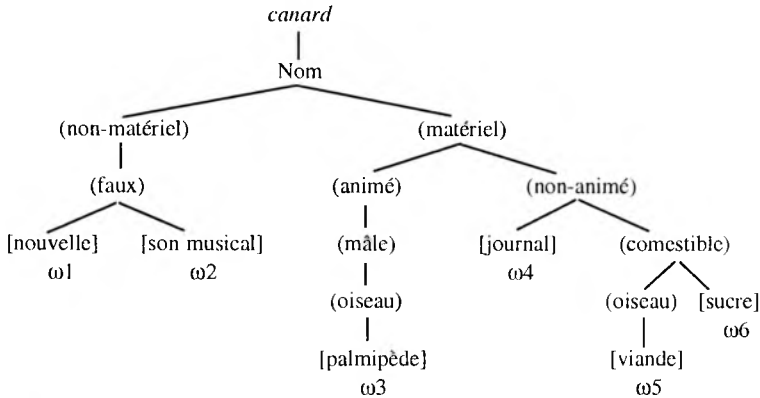 canard
Nom
(non-matériel) (matériel)
(faux) (animé) (non-animé)
[nouvelle] [son musical] (mâle) [journal] (comestible)
ω1 ω2 ω4
(oiseau) (oiseau) [sucre]
ω6
[palmipède] [viande]
ω3 ω5